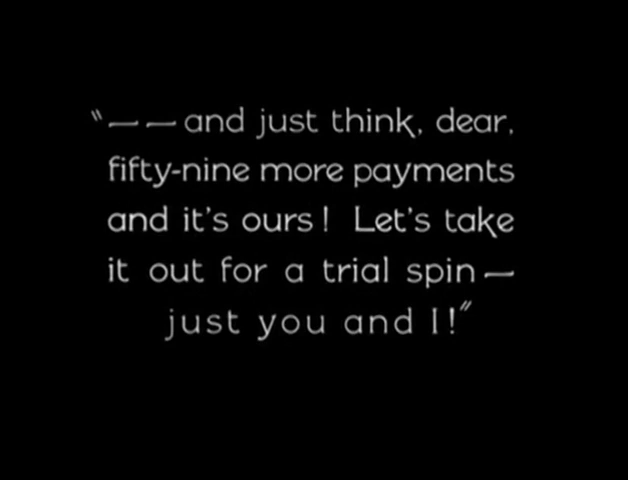 "— — and just think, dear,
fifty-nine more payments
and it's ours! Let's take
it out for a trial spin —
just you and I!"